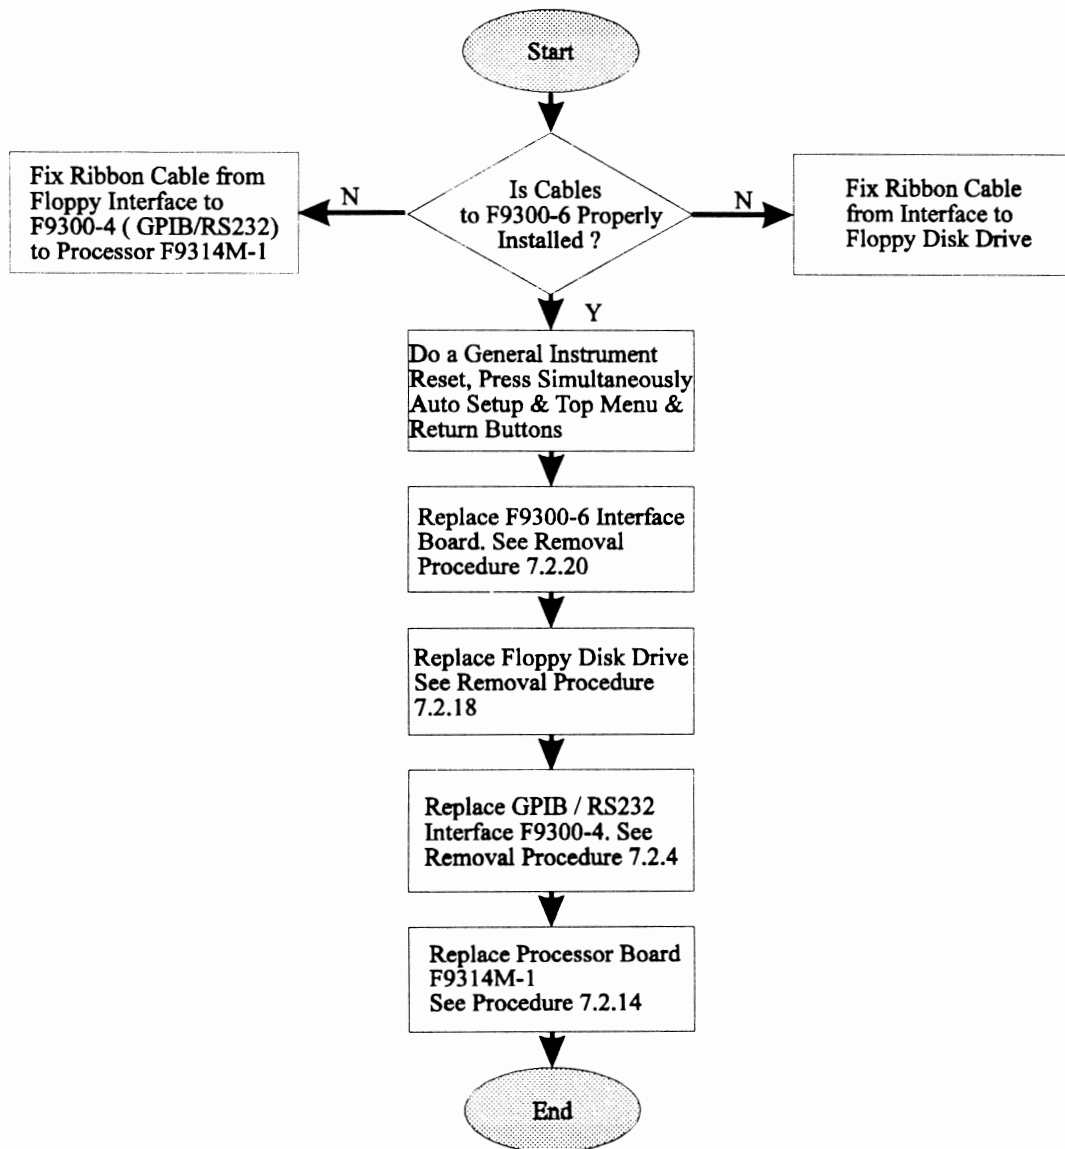 Start
Is Cables
to F9300-6 Properly
Installed ?
N
Fix Ribbon Cable from
Floppy Interface to
F9300-4 ( GPIB/RS232)
to Processor F9314M-1
N
Fix Ribbon Cable
from Interface to
Floppy Disk Drive
Y
Do a General Instrument
Reset, Press Simultaneously
Auto Setup & Top Menu &
Return Buttons
Replace F9300-6 Interface
Board. See Removal
Procedure 7.2.20
Replace Floppy Disk Drive
See Removal Procedure
7.2.18
Replace GPIB / RS232
Interface F9300-4. See
Removal Procedure 7.2.4
Replace Processor Board
F9314M-1
See Procedure 7.2.14
End